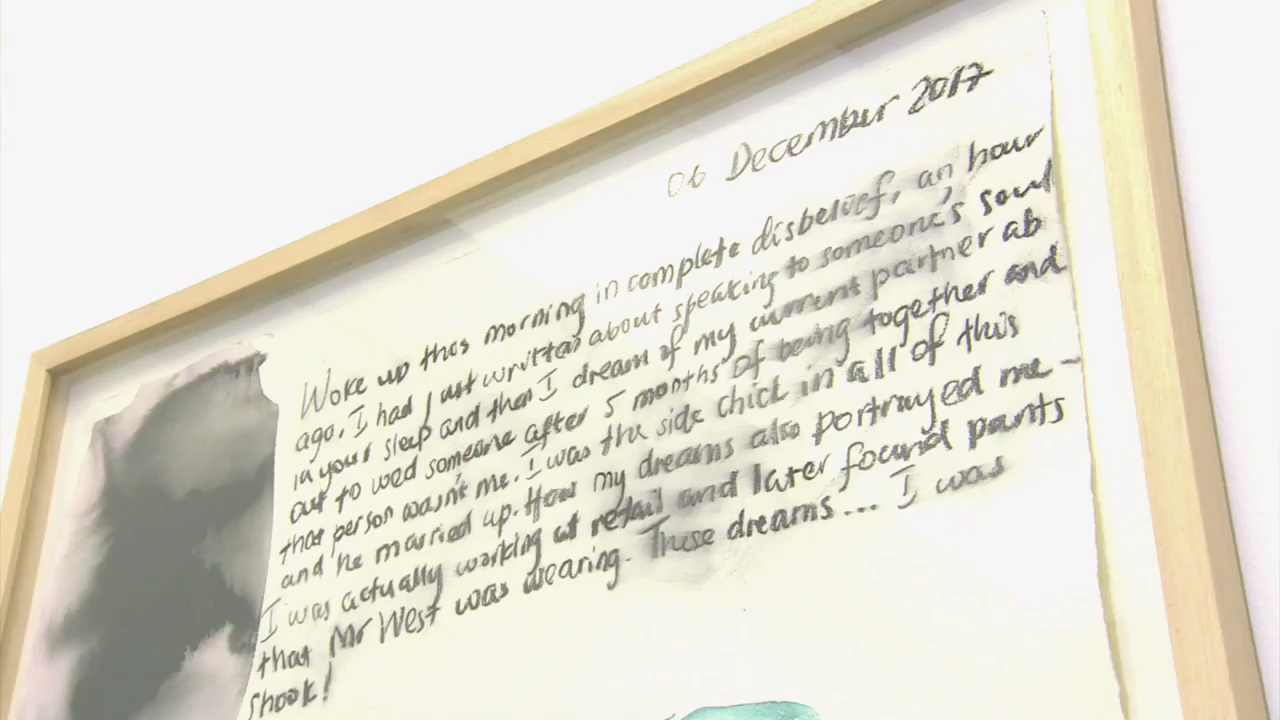 06 December 2017
Woke up this morning in complete disbelief, an hour
ago, I had just written about speaking to someone's soul
in your sleep and then I dream of my current partner ab
out to wed someone after 5 months of being together and
that person wasn't me. I was the side chick in all of this
and he married up. How my dreams also portrayed me -
I was actually working at retail and later found pants
that Mr West was wearing. These dreams... I was
shook!